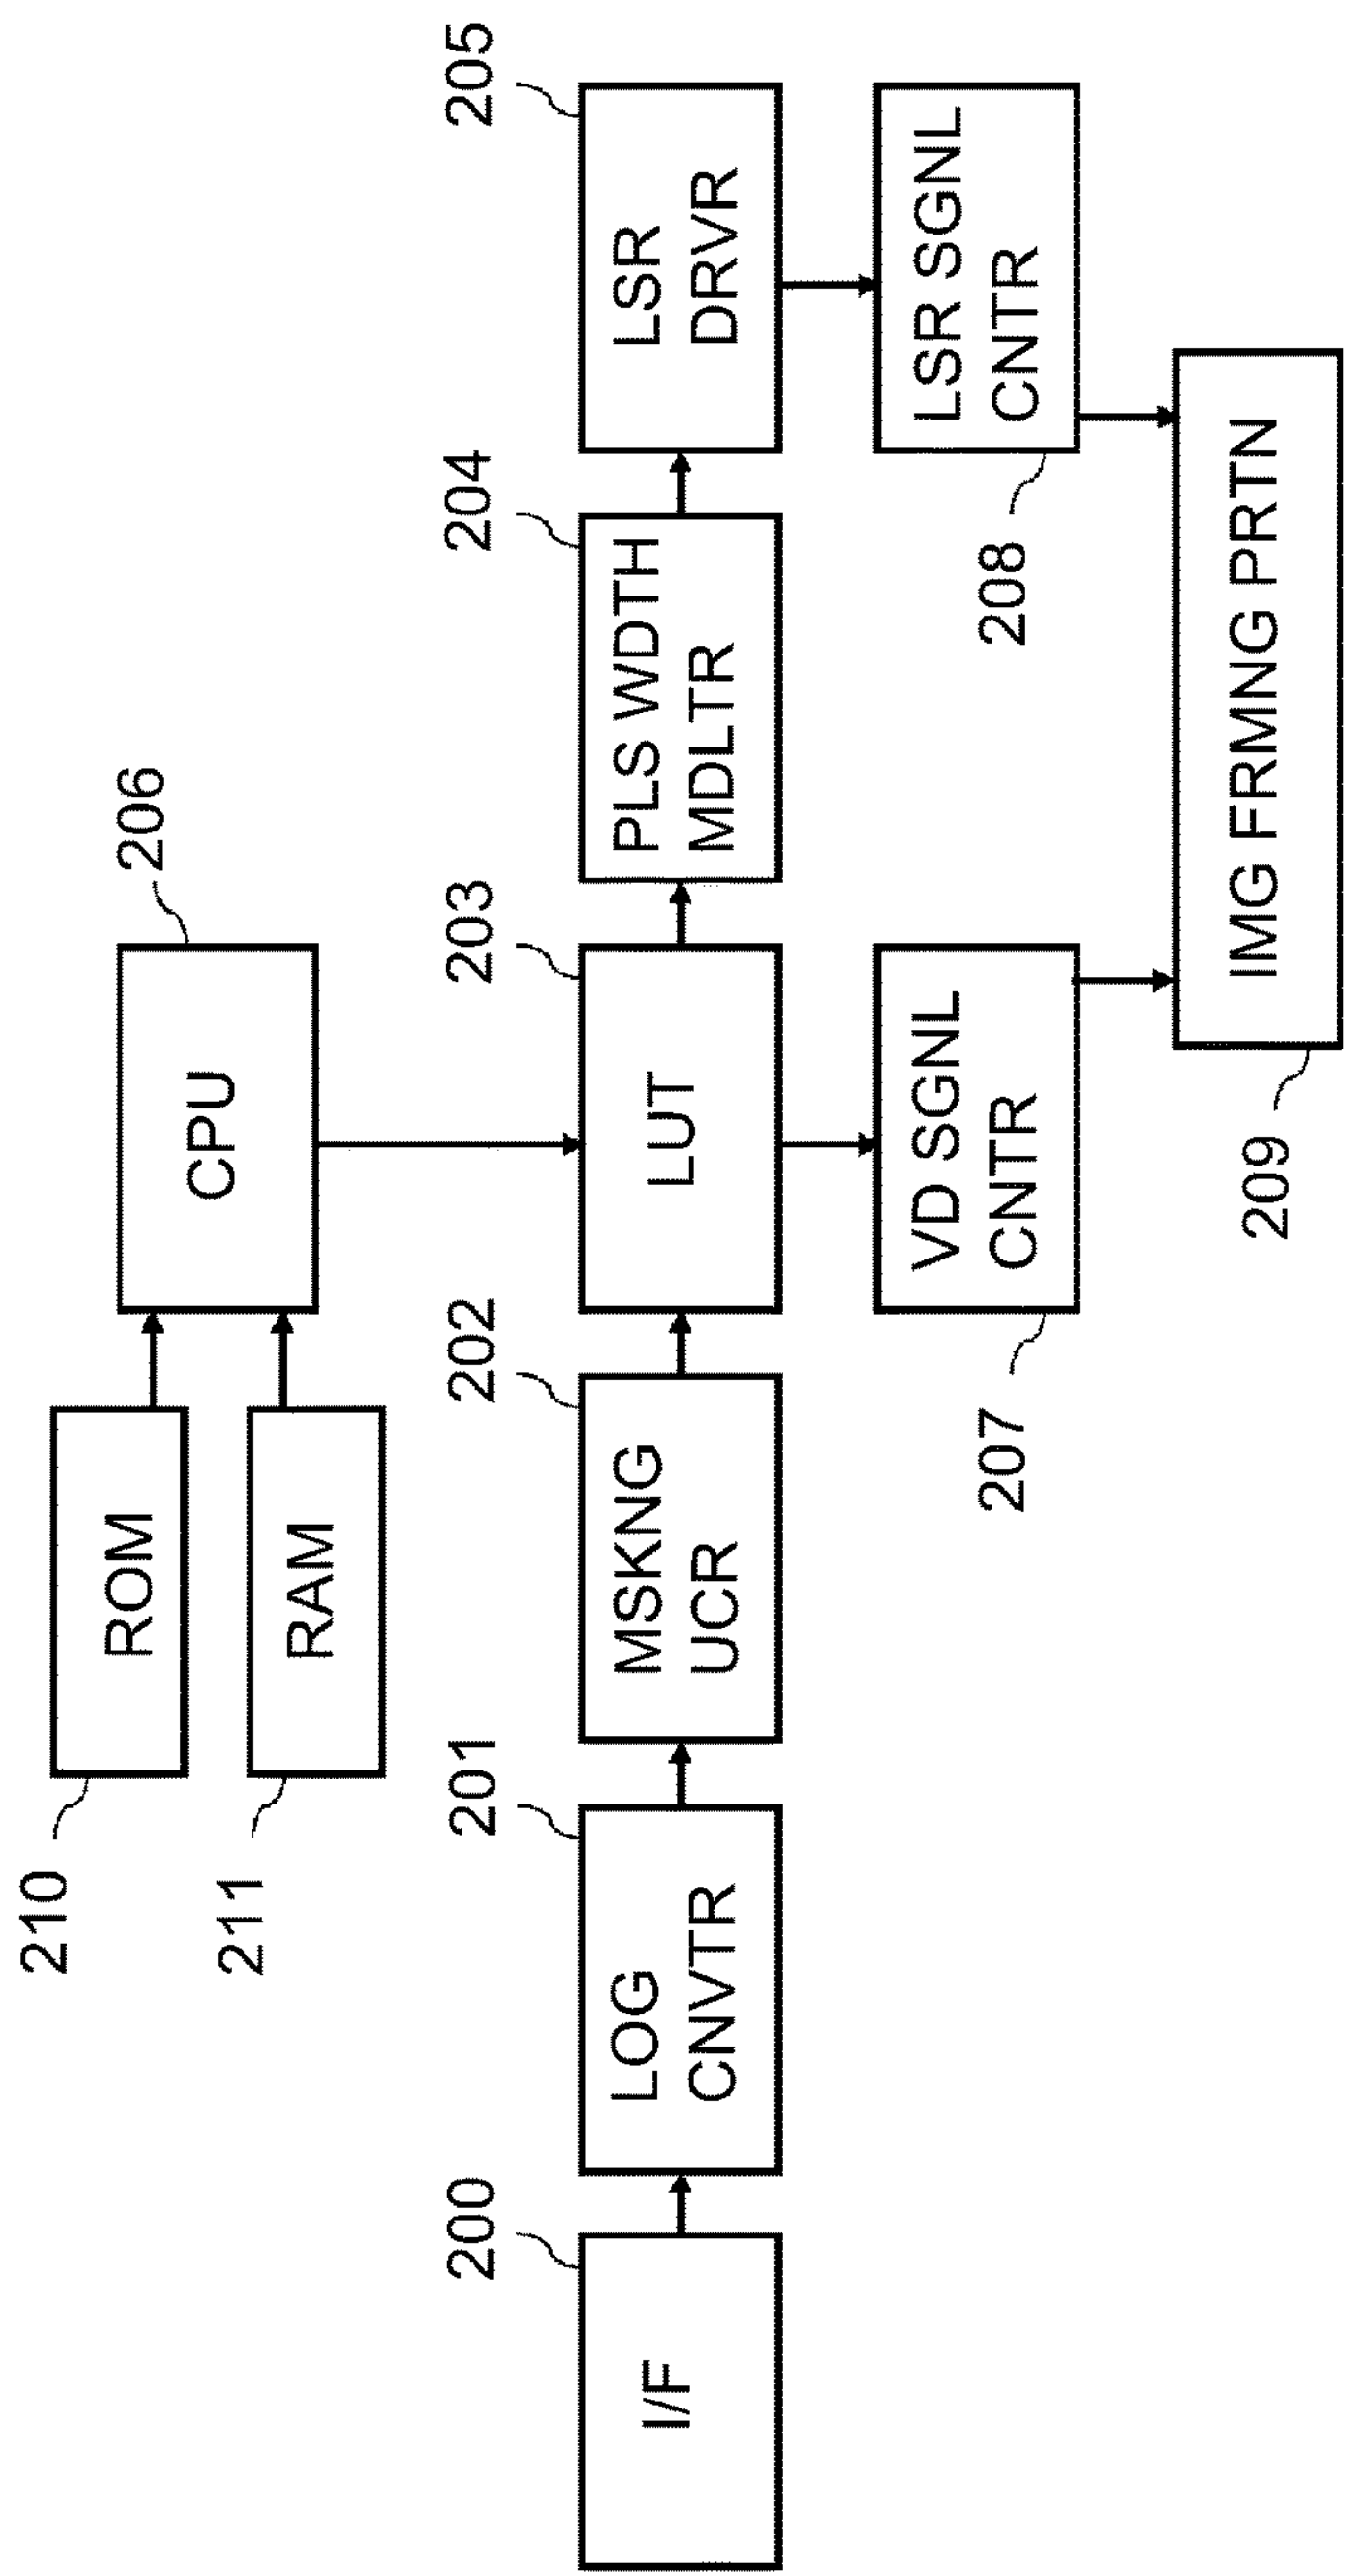 210
ROM
211
RAM
206
CPU
200
I/F
201
LOG
CNVTR
202
MSKNG
UCR
203
LUT
204
PLS WDTH
MDLTR
205
LSR
DRVR
207
VD SGNL
CNTR
208
LSR SGNL
CNTR
209
IMG FRMNG PRTN